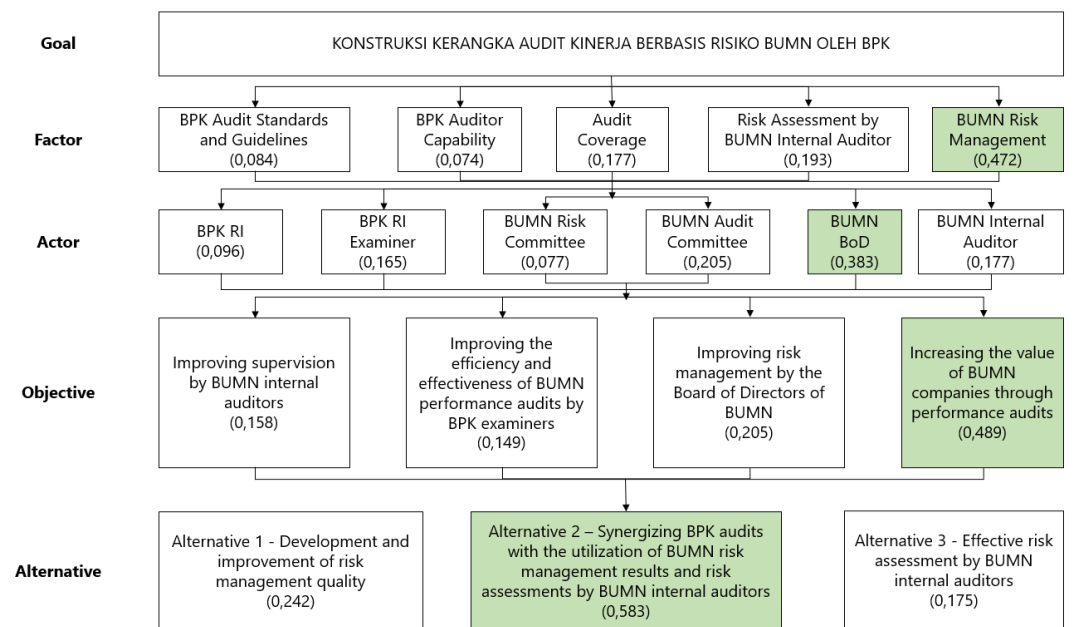 Goal
KONSTRUKSI KERANGKA AUDIT KINERJA BERBASIS RISIKO BUMN OLEH BPK
Factor
BPK Audit Standards
and Guidelines
(0,084)
BPK Auditor
Capability
(0,074)
Audit
Coverage
(0,177)
Risk Assessment by
BUMN Internal Auditor
(0,193)
BUMN Risk
Management
(0,472)
Actor
BPK RI
(0,096)
BPK RI
Examiner
(0,165)
BUMN Risk
Committee
(0,077)
BUMN Audit
Committee
(0,205)
BUMN
BoD
(0,383)
BUMN Internal
Auditor
(0,177)
Objective
Improving supervision
by BUMN internal
auditors
(0,158)
Improving the
efficiency and
effectiveness of BUMN
performance audits by
BPK examiners
(0,149)
Improving risk
management by the
Board of Directors of
BUMN
(0,205)
Increasing the value
of BUMN
companies through
performance audits
(0,489)
Alternative
Alternative 1 - Development and
improvement of risk
management quality
(0,242)
Alternative 2 – Synergizing BPK audits
with the utilization of BUMN risk
management results and risk
assessments by BUMN internal auditors
(0,583)
Alternative 3 - Effective risk
assessment by BUMN
internal auditors
(0,175)